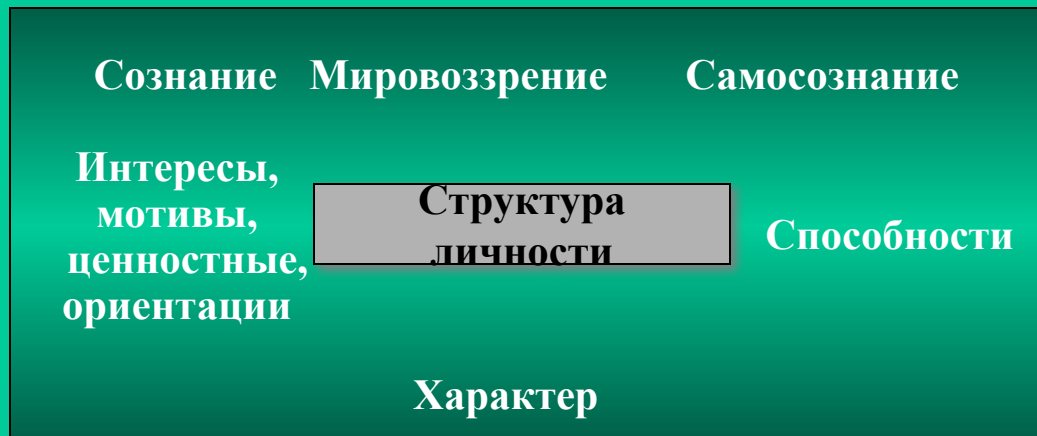 Сознание Мировоззрение Самосознание
Интересы,
мотивы,
ценностные,
ориентации
Структура
личности
Способности
Характер